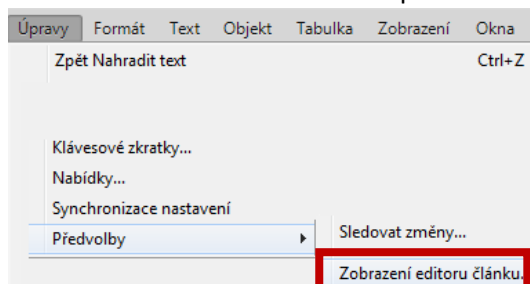 Úpravy Formát Text Objekt Tabulka Zobrazení Okna
Zpět Nahradit text Ctrl+Z
Klávesové zkratky...
Nabídky...
Synchronizace nastavení
Předvolby
Sledovat změny...
Zobrazení editoru článku.